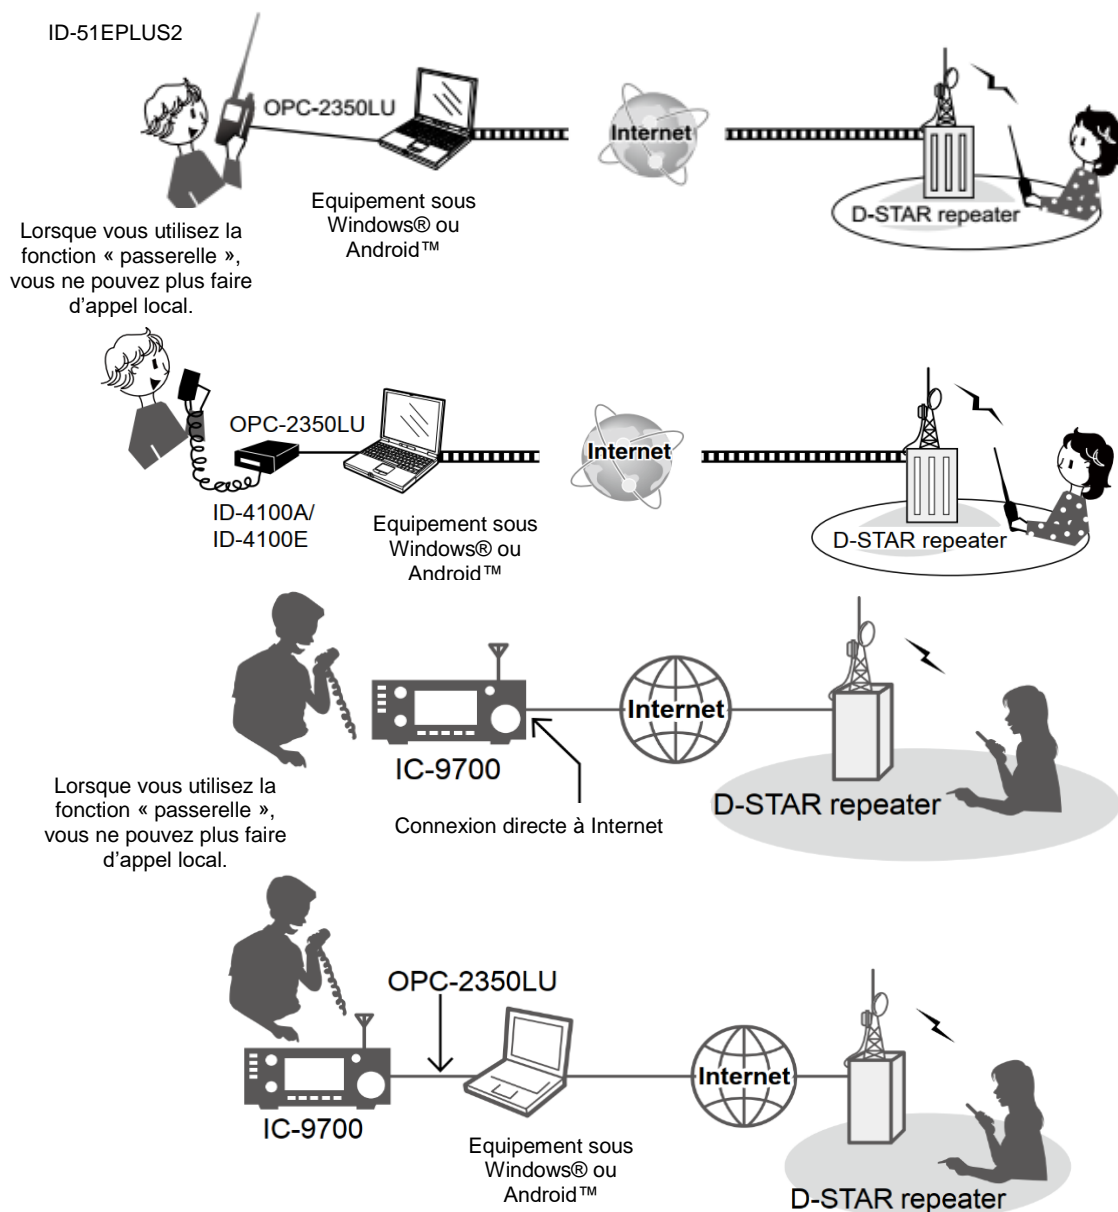 ID-51EPLUS2
OPC-2350LU
Internet
D-STAR repeater
Equipement sous
Windows® ou
Android™
Lorsque vous utilisez la
fonction « passerelle »,
vous ne pouvez plus faire
d'appel local.
OPC-2350LU
Internet
ID-4100A/
ID-4100E
Equipement sous
Windows® ou
Android™
D-STAR repeater
Internet
IC-9700
Connexion directe à Internet
D-STAR repeater
Lorsque vous utilisez la
fonction « passerelle »,
vous ne pouvez plus faire
d'appel local.
OPC-2350LU
Internet
IC-9700
Equipement sous
Windows® ou
Android™
D-STAR repeater